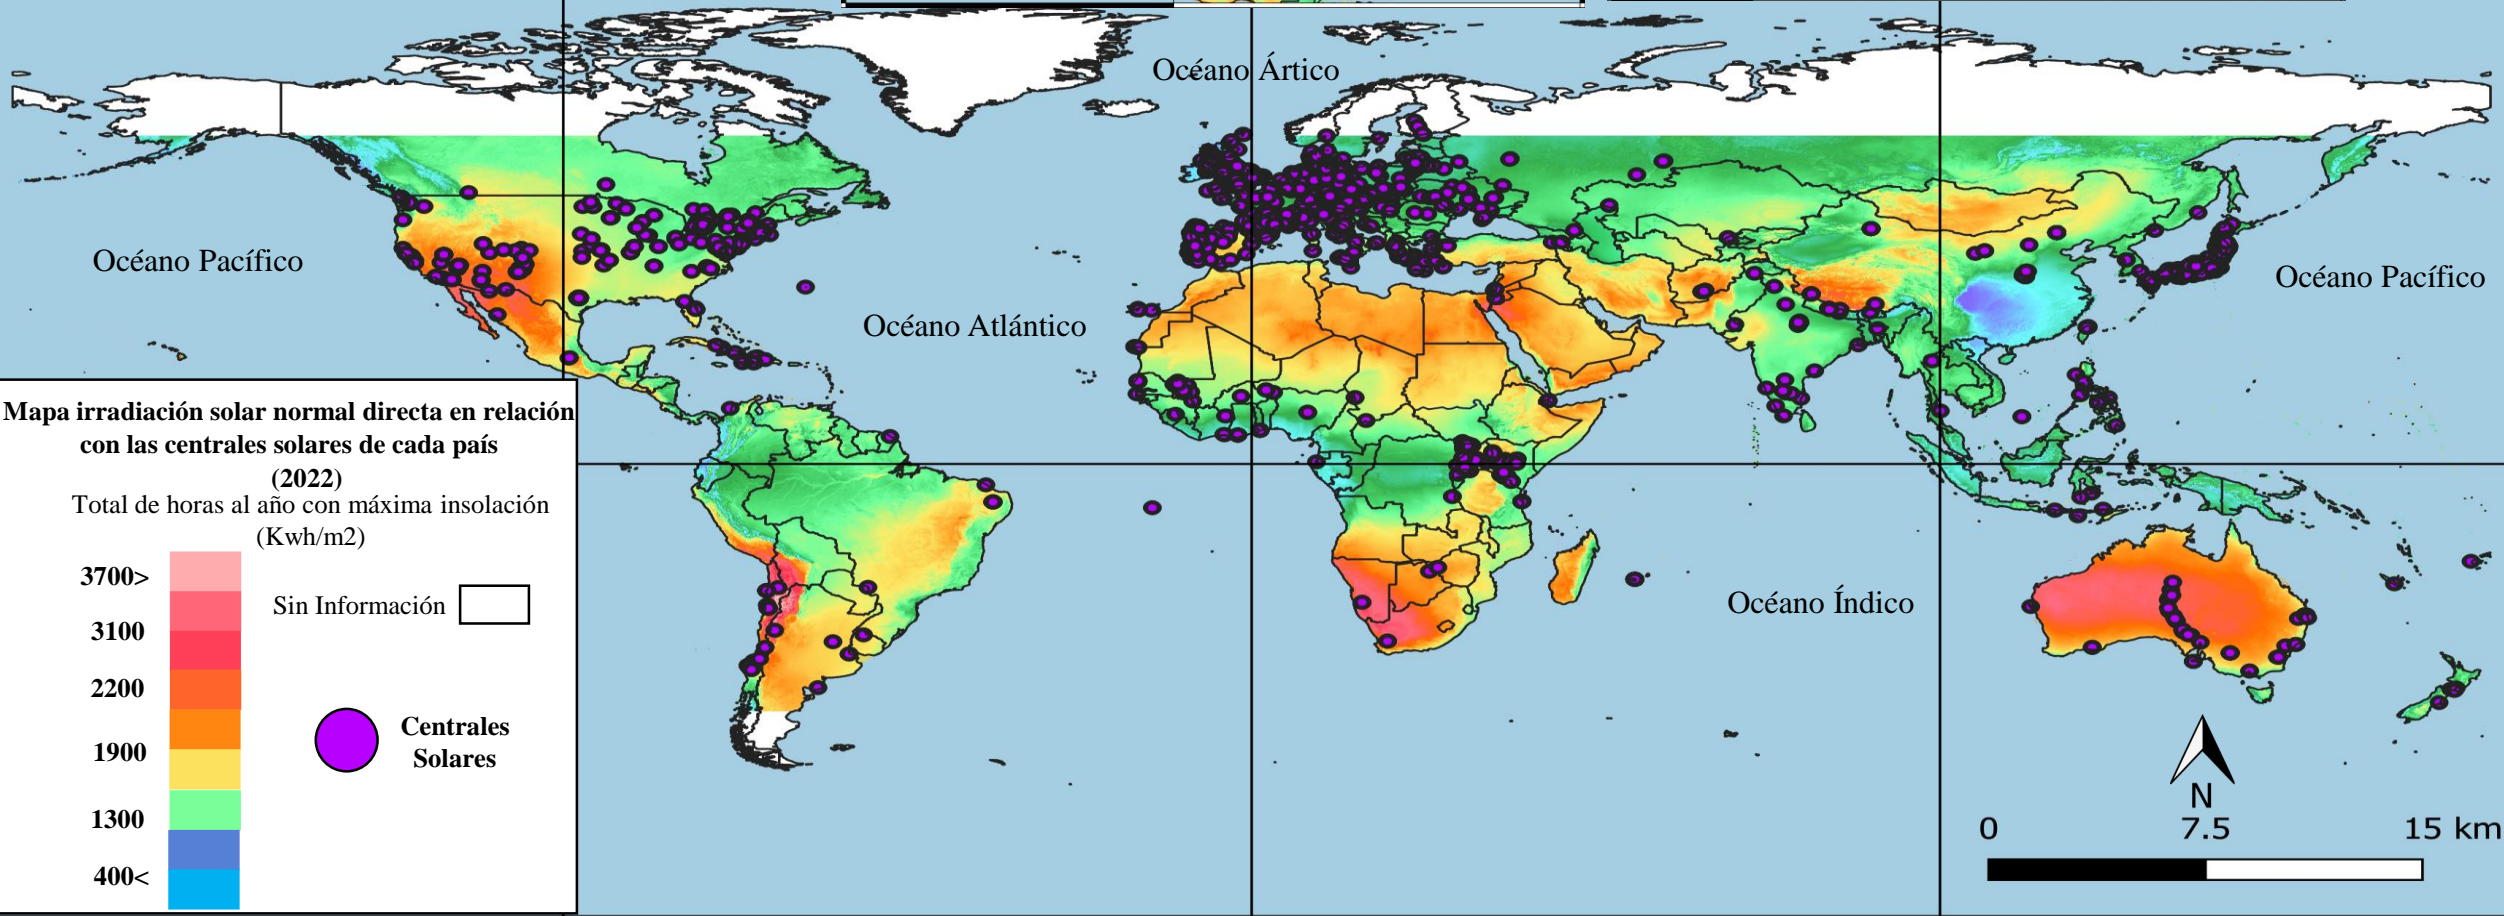 Océano Ártico
Océano Pacífico
Océano Atlántico
Océano Pacífico
Océano Índico
Mapa irradiación solar normal directa en relación
con las centrales solares de cada país
(2022)
Total de horas al año con máxima insolación
(Kwh/m2)
3700>
3100
2200
1900
1300
400<
Sin Información
Centrales
Solares
N
0 7.5 15 km